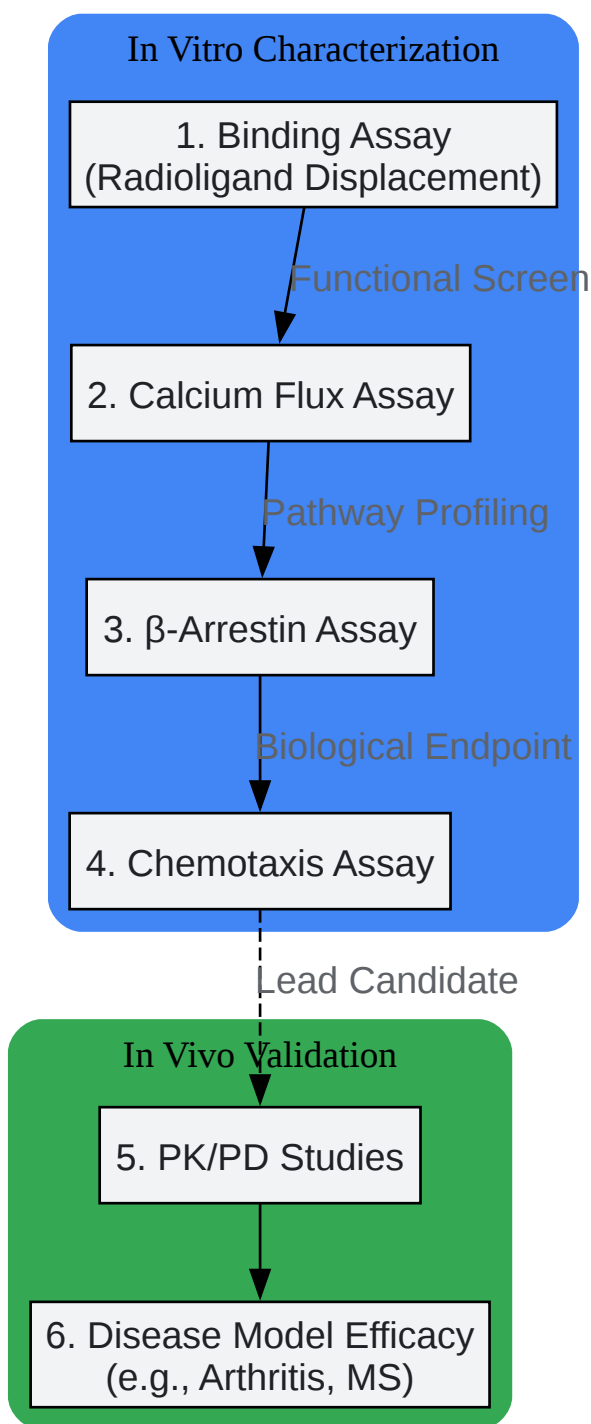 In Vitro Characterization
1. Binding Assay
(Radioligand Displacement)
Functional Screen
2. Calcium Flux Assay
Pathway Profiling
3. β-Arrestin Assay
Biological Endpoint
4. Chemotaxis Assay
Lead Candidate
In Vivo Validation
5. PK/PD Studies
6. Disease Model Efficacy
(e.g., Arthritis, MS)